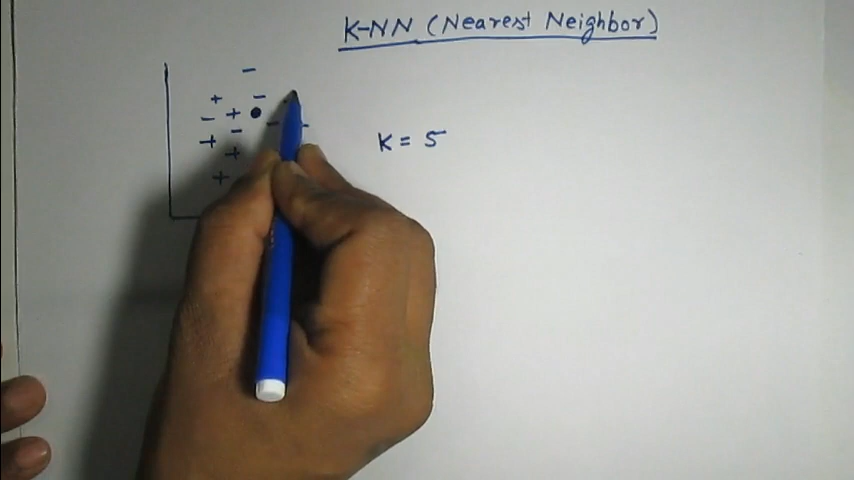 K-NN (Nearest Neighbor)
K = 5